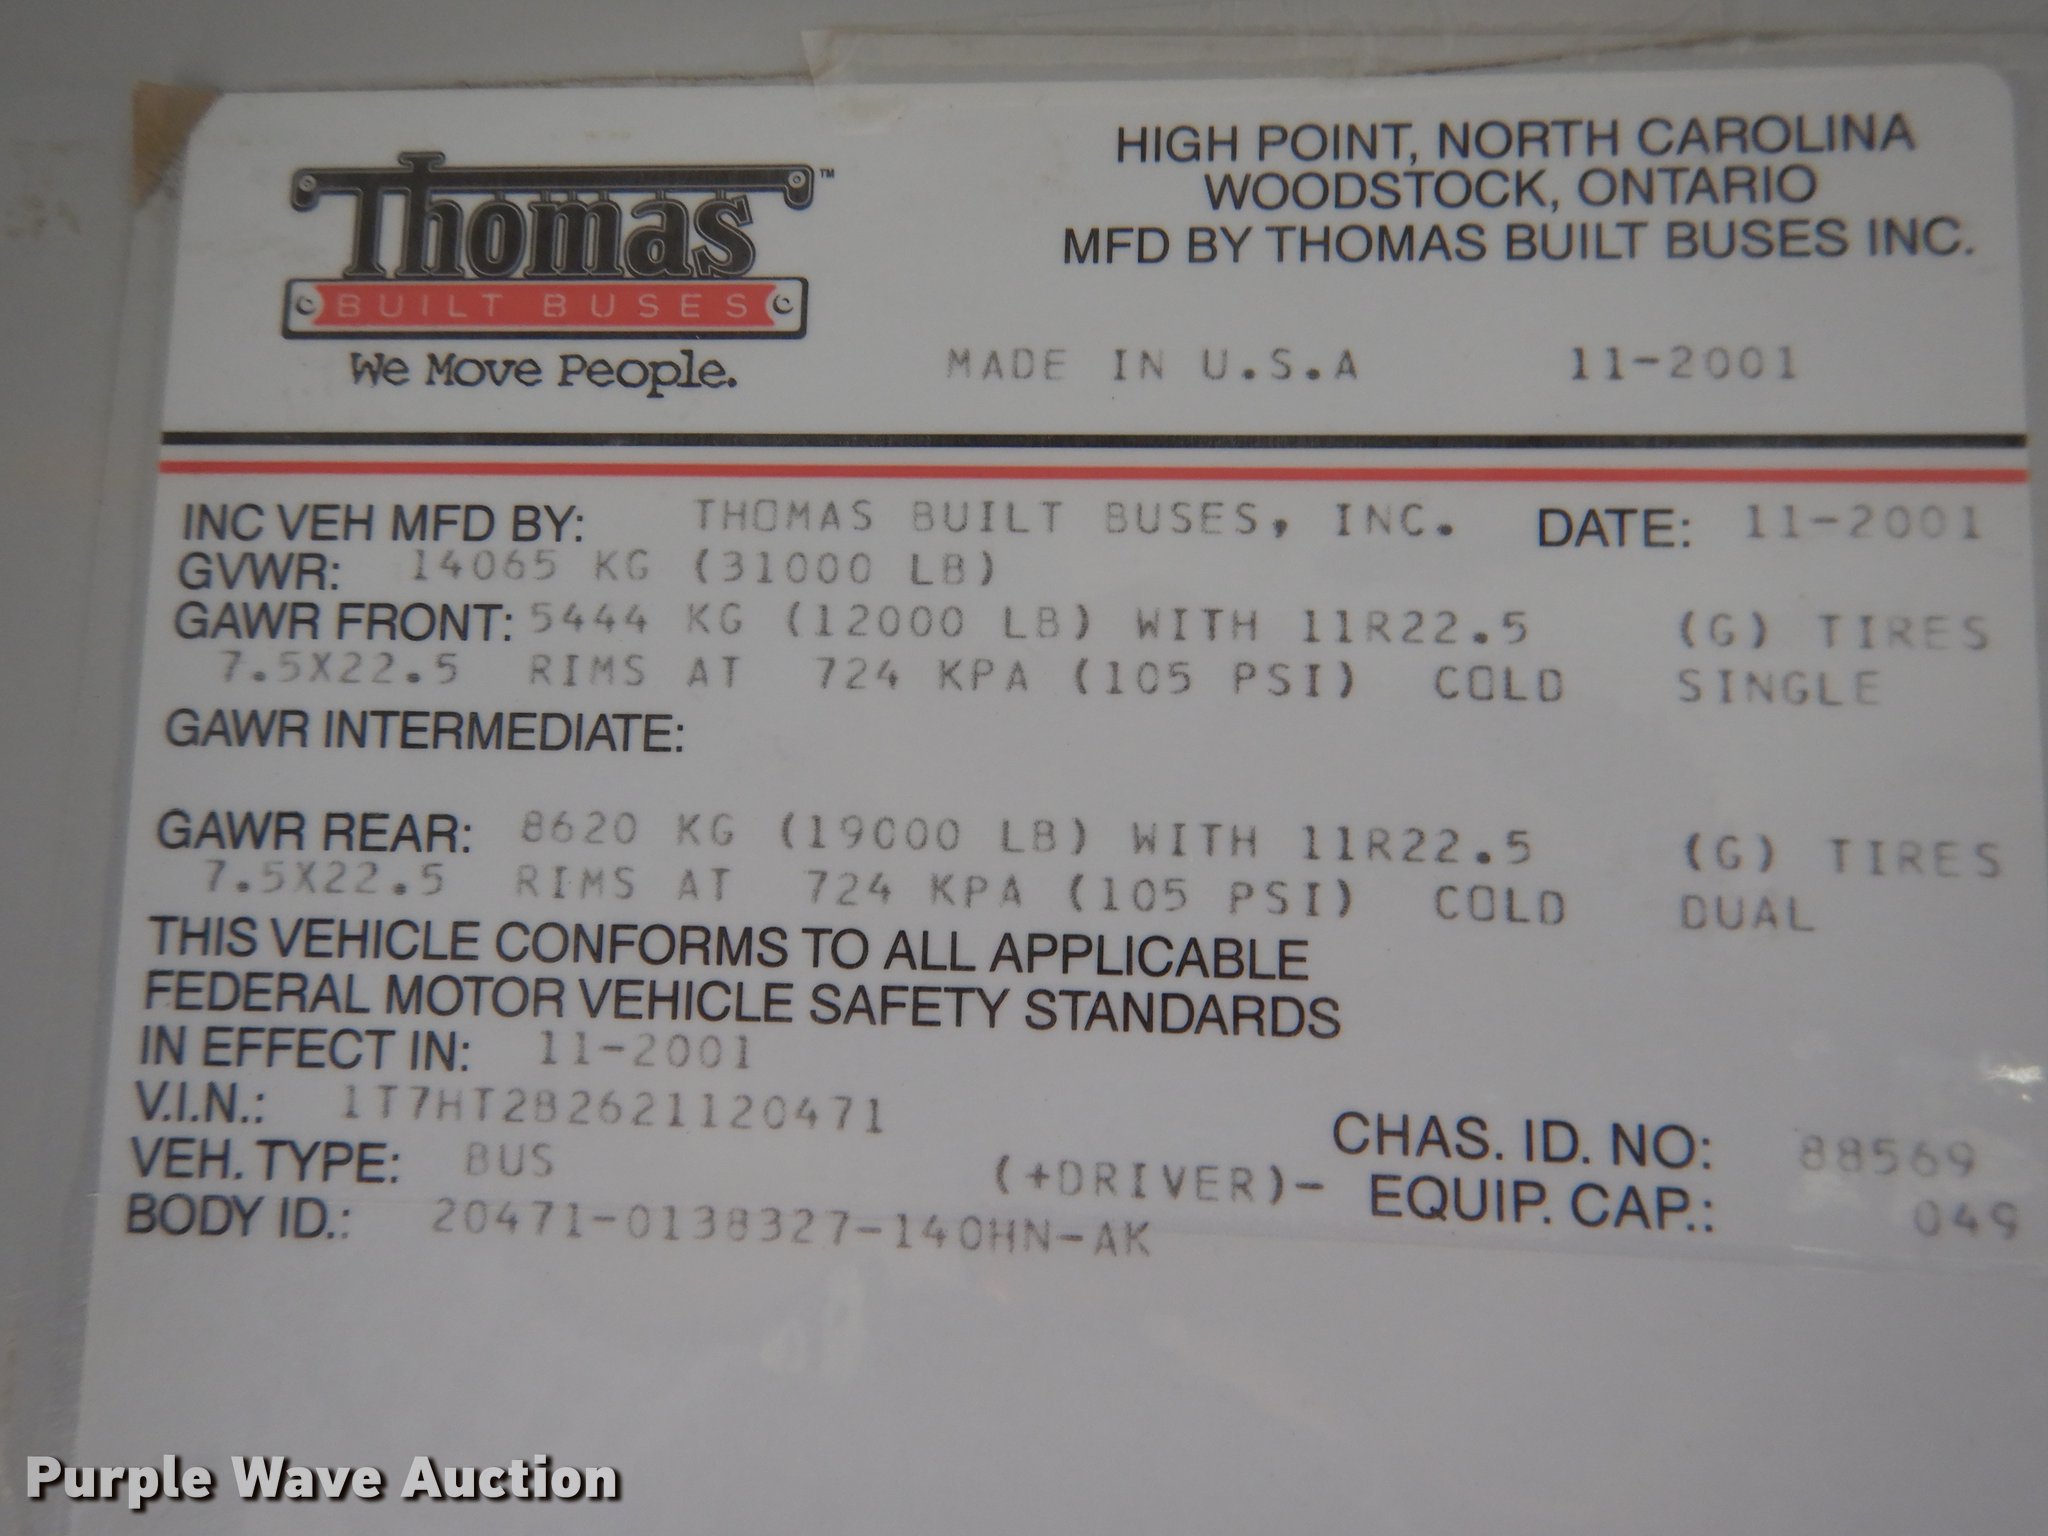 Thomas™
BUILT BUSES
We Move People.
HIGH POINT, NORTH CAROLINA
WOODSTOCK, ONTARIO
MFD BY THOMAS BUILT BUSES INC.
MADE IN U.S.A 11-2001
INC VEH MFD BY: THOMAS BUILT BUSES, INC. DATE: 11-2001
GVWR: 14065 KG (31000 LB)
GAWR FRONT: 5444 KG (12000 LB) WITH 11R22.5 (G) TIRES
7.5X22.5 RIMS AT 724 KPA (105 PSI) COLD SINGLE
GAWR INTERMEDIATE:
GAWR REAR: 8620 KG (19000 LB) WITH 11R22.5 (G) TIRES
7.5X22.5 RIMS AT 724 KPA (105 PSI) COLD DUAL
THIS VEHICLE CONFORMS TO ALL APPLICABLE
FEDERAL MOTOR VEHICLE SAFETY STANDARDS
IN EFFECT IN: 11-2001
V.I.N.: 1T7HT2B2621120471
CHAS. ID. NO: 88569
VEH. TYPE: BUS (+DRIVER)- EQUIP. CAP.: 049
BODY ID.: 20471-0138327-140HN-AK
Purple Wave Auction